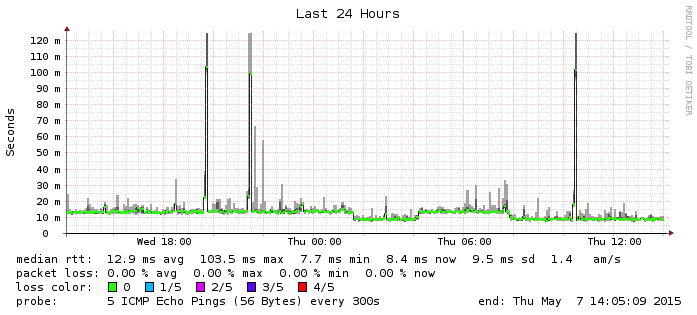 Last 24 Hours
RRDTOOL / TOBI OETIKER
Seconds
120 m
110 m
100 m
90 m
80 m
70 m
60 m
50 m
40 m
30 m
20 m
10 m
0
Wed 18:00 Thu 00:00 Thu 06:00 Thu 12:00
median rtt: 12.9 ms avg 103.5 ms max 7.7 ms min 8.4 ms now 9.5 ms sd 1.4 am/s
packet loss: 0.00 % avg 0.00 % max 0.00 % min 0.00 % now
loss color: 0 1/5 2/5 3/5 4/5
probe: 5 ICMP Echo Pings (56 Bytes) every 300s end: Thu May 7 14:05:09 2015